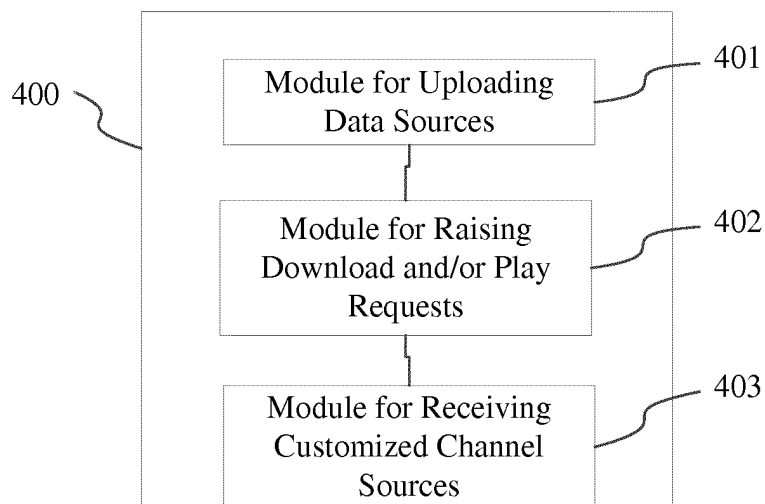 400
Module for Uploading
Data Sources
401
Module for Raising
Download and/or Play
Requests
402
Module for Receiving
Customized Channel
Sources
403